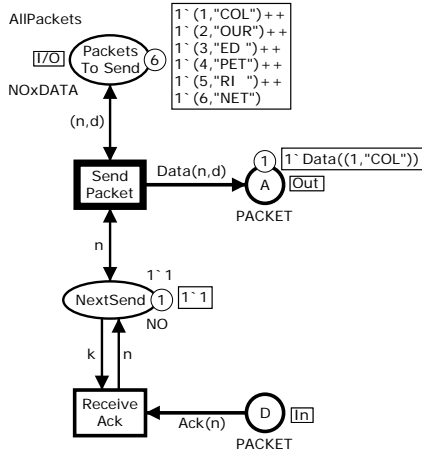 AllPackets
1`(1,"COL")++
1`(2,"OUR")++
1`(3,"ED ")++
1`(4,"PET")++
1`(5,"RI  ")++
1`(6,"NET")
I/O
Packets
To Send
6
NOxDATA
(n,d)
Send
Packet
Data(n,d)
1
1`Data((1,"COL"))
A
Out
PACKET
n
1`1
NextSend
1
1`1
NO
k
n
Receive
Ack
Ack(n)
D
In
PACKET